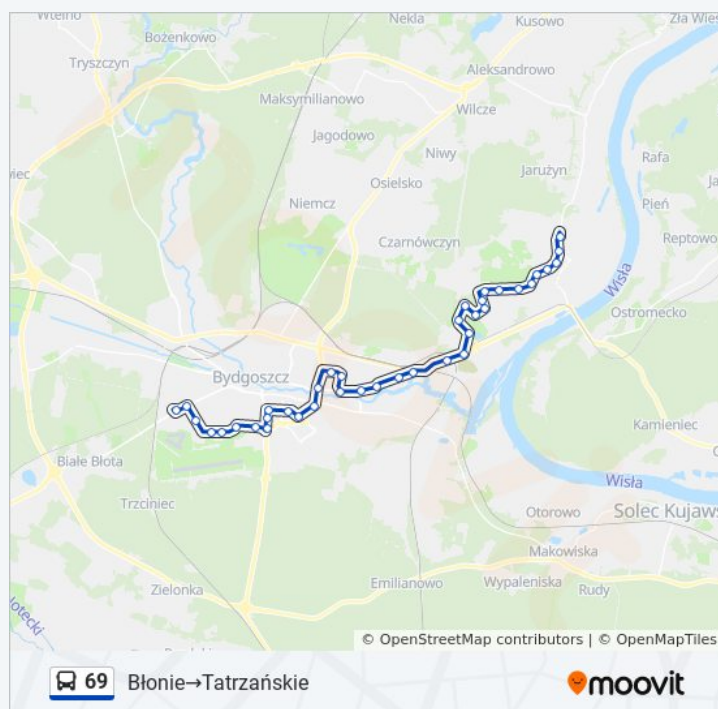 Wtelno
Nekla
Kusowo
Zła Wieś
Bożenkowo
Tryszczyn
Aleksandrowo
Maksymilianowo
Wilcze
Jagodowo
Niwy
Rafa
Jarużyn
Osielsko
Pień
Niemcz
Reptowo
Czarnówczyn
Wisła
Ostromecko
Bydgoszcz
Kamieniec
Białe Błota
Wisła
Trzciniec
Otorowo
Solec Kujaws
Makowiska
Emilianowo
Wypaleniska
Zielonka
Rudy
otecki
© OpenStreetMap contributors | © OpenMapTiles
69 Błonie→Tatrzańskie
moovit